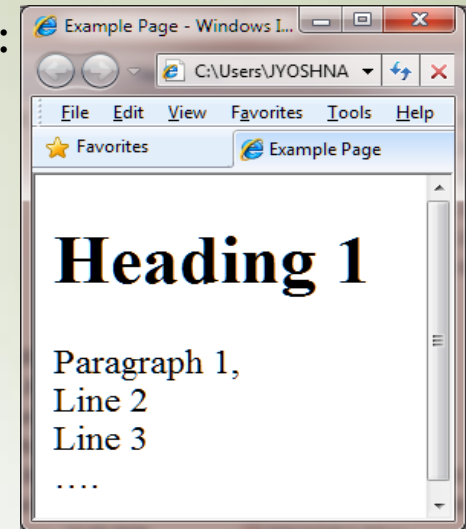 :
Example Page - Windows I...
C:\Users\JYOSHNA
File Edit View Favorites Tools Help
Favorites Example Page
Heading 1
Paragraph 1,
Line 2
Line 3
....